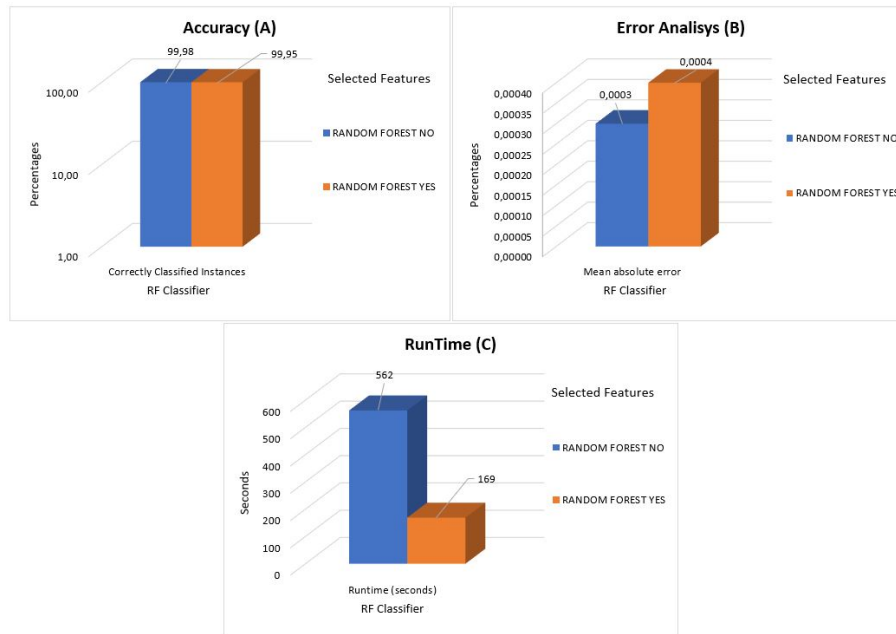 Accuracy (A)
99,98
99,95
100,00
10,00
1,00
Percentages
Correctly Classified Instances
RF Classifier
Selected Features
RANDOM FOREST NO
RANDOM FOREST YES
Error Analisys (B)
0,0003
0,0004
0,00040
0,00035
0,00030
0,00025
0,00020
0,00015
0,00010
0,00005
0,00000
Percentages
Mean absolute error
RF Classifier
Selected Features
RANDOM FOREST NO
RANDOM FOREST YES
RunTime (C)
562
169
600
500
400
300
200
100
0
Seconds
Runtime (seconds)
RF Classifier
Selected Features
RANDOM FOREST NO
RANDOM FOREST YES